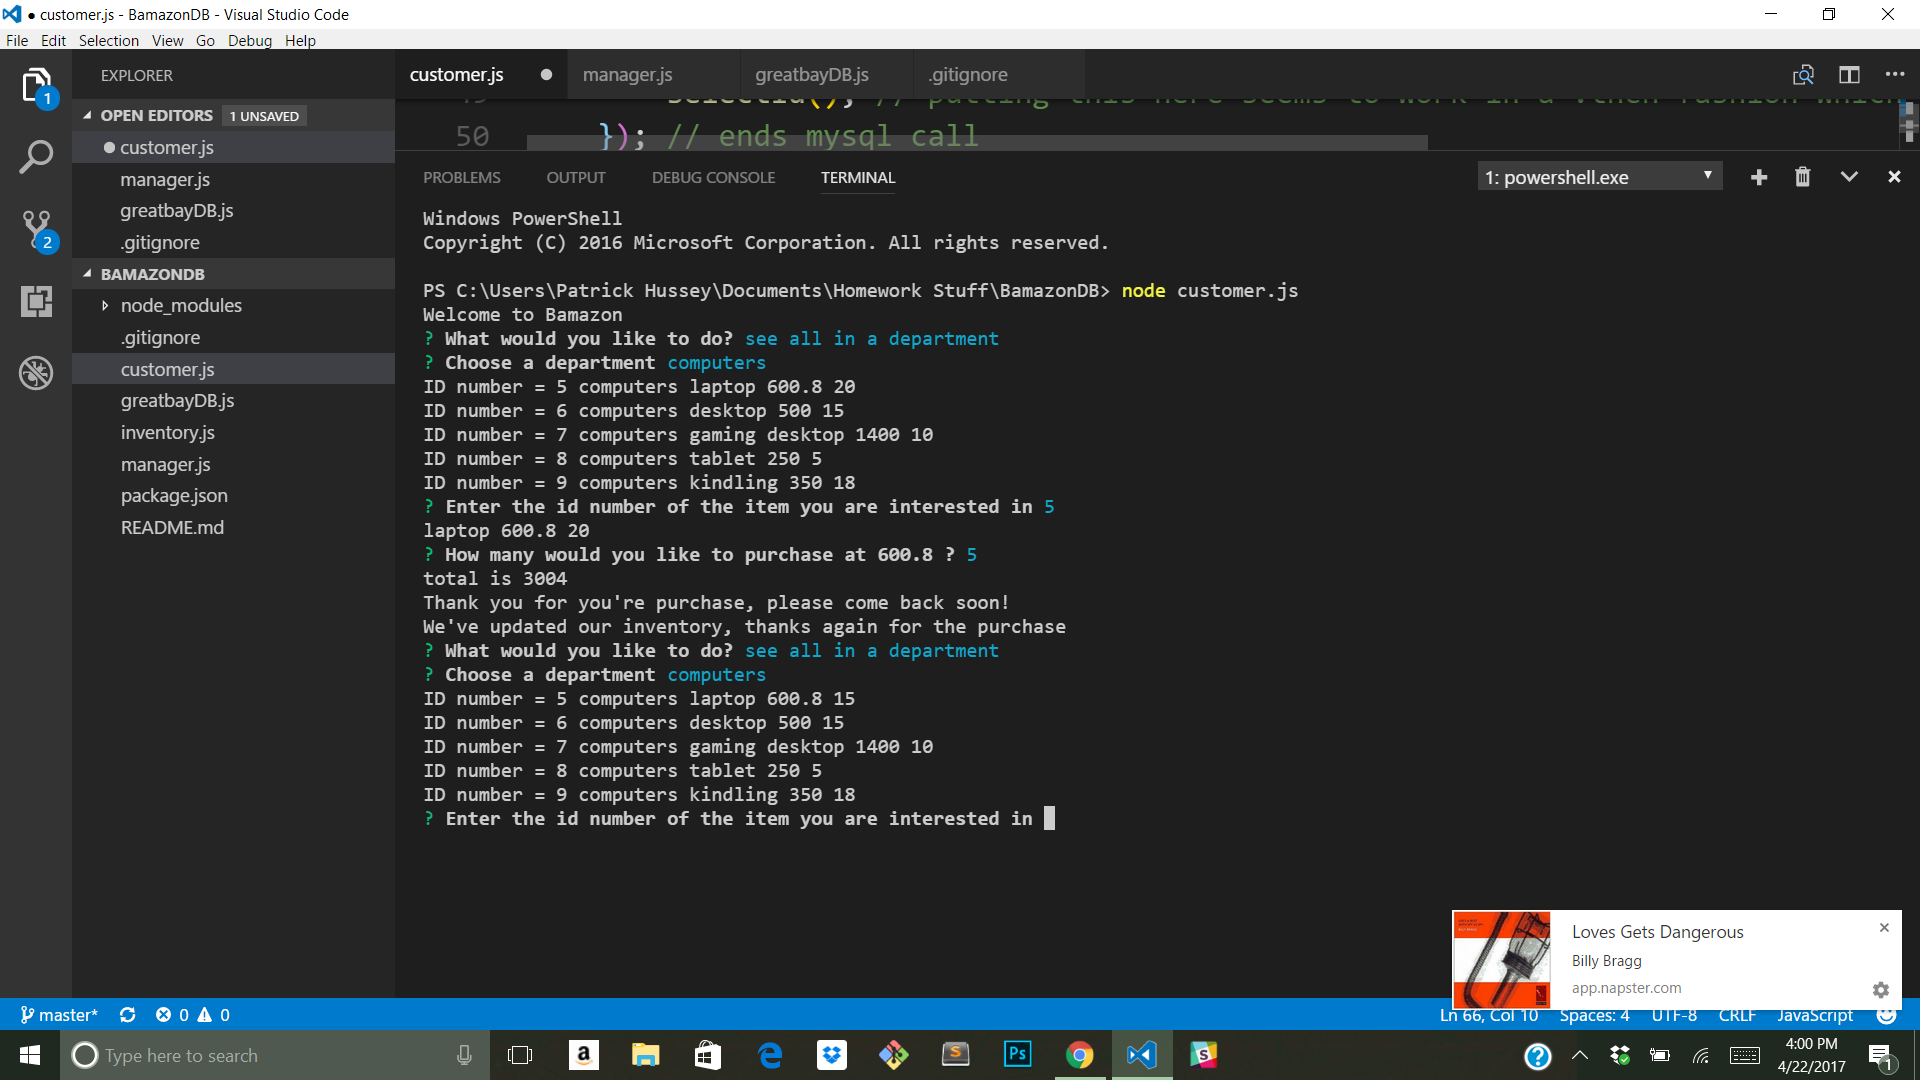 ● customer.js - BamazonDB - Visual Studio Code
File Edit Selection View Go Debug Help
EXPLORER
1
OPEN EDITORS 1 UNSAVED
customer.js
manager.js
greatbayDB.js
.gitignore
2
BAMAZONDB
node_modules
.gitignore
customer.js
greatbayDB.js
inventory.js
manager.js
package.json
README.md
customer.js manager.js greatbayDB.js .gitignore
50 }); // ends mysql call
PROBLEMS OUTPUT DEBUG CONSOLE TERMINAL 1: powershell.exe
Windows PowerShell
Copyright (C) 2016 Microsoft Corporation. All rights reserved.
PS C:\Users\Patrick Hussey\Documents\Homework Stuff\BamazonDB> node customer.js
Welcome to Bamazon
? What would you like to do? see all in a department
? Choose a department computers
ID number = 5 computers laptop 600.8 20
ID number = 6 computers desktop 500 15
ID number = 7 computers gaming desktop 1400 10
ID number = 8 computers tablet 250 5
ID number = 9 computers kindling 350 18
? Enter the id number of the item you are interested in 5
laptop 600.8 20
? How many would you like to purchase at 600.8 ? 5
total is 3004
Thank you for you're purchase, please come back soon!
We've updated our inventory, thanks again for the purchase
? What would you like to do? see all in a department
? Choose a department computers
ID number = 5 computers laptop 600.8 15
ID number = 6 computers desktop 500 15
ID number = 7 computers gaming desktop 1400 10
ID number = 8 computers tablet 250 5
ID number = 9 computers kindling 350 18
? Enter the id number of the item you are interested in
Loves Gets Dangerous
Billy Bragg
app.napster.com
master* 0 0 Ln 66, Col 10 Spaces: 4 UTF-8 CRLF JavaScript
Type here to search
4:00 PM
4/22/2017
1